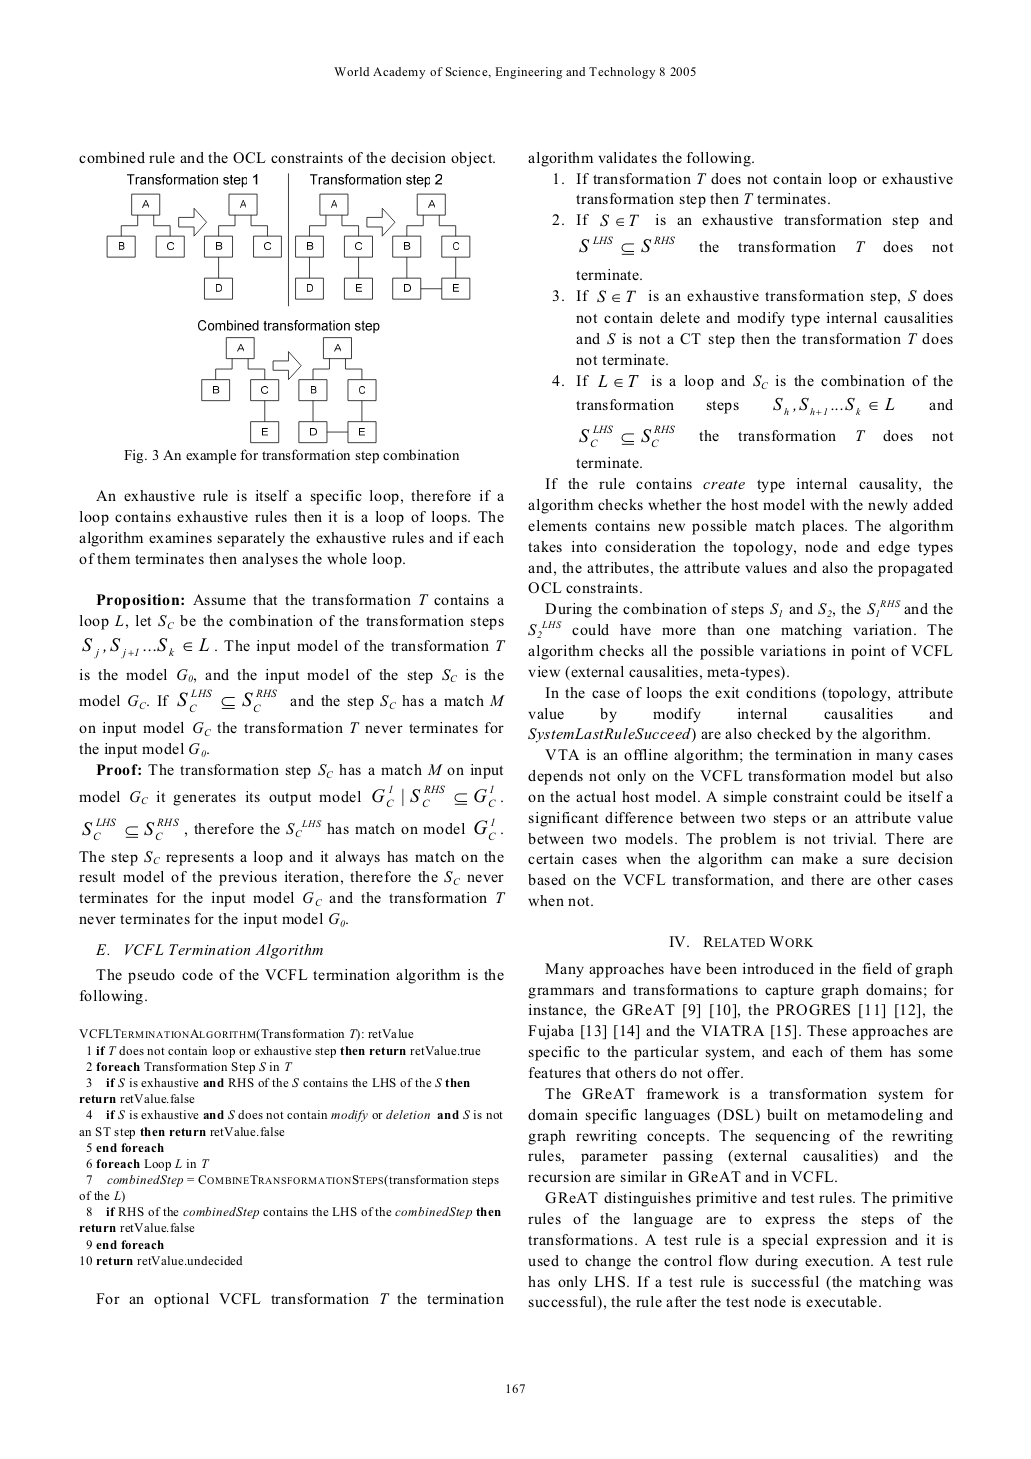 World Academy of Science, Engineering and Technology 8 2005
combined rule and the OCL constraints of the decision object.
Transformation step 1
Transformation step 2
A A A A
B C B C B C B C
D D E D E
Combined transformation step
A A
B C B C
E D E
Fig. 3 An example for transformation step combination
An exhaustive rule is itself a specific loop, therefore if a
loop contains exhaustive rules then it is a loop of loops. The
algorithm examines separately the exhaustive rules and if each
of them terminates then analyses the whole loop.
Proposition: Assume that the transformation T contains a
loop L, let S_C be the combination of the transformation steps
S_j , S_{j+1} ...S_k ∈ L . The input model of the transformation T
is the model G_0, and the input model of the step S_C is the
model G_C. If S_C^{LHS} ⊆ S_C^{RHS} and the step S_C has a match M
on input model G_C the transformation T never terminates for
the input model G_0.
Proof: The transformation step S_C has a match M on input
model G_C it generates its output model G_C^1 | S_C^{RHS} ⊆ G_C^1 .
S_C^{LHS} ⊆ S_C^{RHS} , therefore the S_C^{LHS} has match on model G_C^1 .
The step S_C represents a loop and it always has match on the
result model of the previous iteration, therefore the S_C never
terminates for the input model G_C and the transformation T
never terminates for the input model G_0.
E. VCFL Termination Algorithm
The pseudo code of the VCFL termination algorithm is the
following.
VCFLTERMINATIONALGORITHM(Transformation T): retValue
1 if T does not contain loop or exhaustive step then return retValue.true
2 foreach Transformation Step S in T
3 if S is exhaustive and RHS of the S contains the LHS of the S then
return retValue.false
4 if S is exhaustive and S does not contain modify or deletion and S is not
an ST step then return retValue.false
5 end foreach
6 foreach Loop L in T
7 combinedStep = COMBINETRANSFORMATIONSTEPS(transformation steps
of the L)
8 if RHS of the combinedStep contains the LHS of the combinedStep then
return retValue.false
9 end foreach
10 return retValue.undecided
For an optional VCFL transformation T the termination
algorithm validates the following.
1. If transformation T does not contain loop or exhaustive
transformation step then T terminates.
2. If S ∈ T is an exhaustive transformation step and
S^{LHS} ⊆ S^{RHS} the transformation T does not
terminate.
3. If S ∈ T is an exhaustive transformation step, S does
not contain delete and modify type internal causalities
and S is not a CT step then the transformation T does
not terminate.
4. If L ∈ T is a loop and S_C is the combination of the
transformation steps S_h , S_{h+1} ...S_k ∈ L and
S_C^{LHS} ⊆ S_C^{RHS} the transformation T does not
terminate.
If the rule contains create type internal causality, the
algorithm checks whether the host model with the newly added
elements contains new possible match places. The algorithm
takes into consideration the topology, node and edge types
and, the attributes, the attribute values and also the propagated
OCL constraints.
During the combination of steps S_1 and S_2, the S_1^{RHS} and the
S_2^{LHS} could have more than one matching variation. The
algorithm checks all the possible variations in point of VCFL
view (external causalities, meta-types).
In the case of loops the exit conditions (topology, attribute
value by modify internal causalities and
SystemLastRuleSucceed) are also checked by the algorithm.
VTA is an offline algorithm; the termination in many cases
depends not only on the VCFL transformation model but also
on the actual host model. A simple constraint could be itself a
significant difference between two steps or an attribute value
between two models. The problem is not trivial. There are
certain cases when the algorithm can make a sure decision
based on the VCFL transformation, and there are other cases
when not.
IV. RELATED WORK
Many approaches have been introduced in the field of graph
grammars and transformations to capture graph domains; for
instance, the GReAT [9] [10], the PROGRES [11] [12], the
Fujaba [13] [14] and the VIATRA [15]. These approaches are
specific to the particular system, and each of them has some
features that others do not offer.
The GReAT framework is a transformation system for
domain specific languages (DSL) built on metamodeling and
graph rewriting concepts. The sequencing of the rewriting
rules, parameter passing (external causalities) and the
recursion are similar in GReAT and in VCFL.
GReAT distinguishes primitive and test rules. The primitive
rules of the language are to express the steps of the
transformations. A test rule is a special expression and it is
used to change the control flow during execution. A test rule
has only LHS. If a test rule is successful (the matching was
successful), the rule after the test node is executable.
167